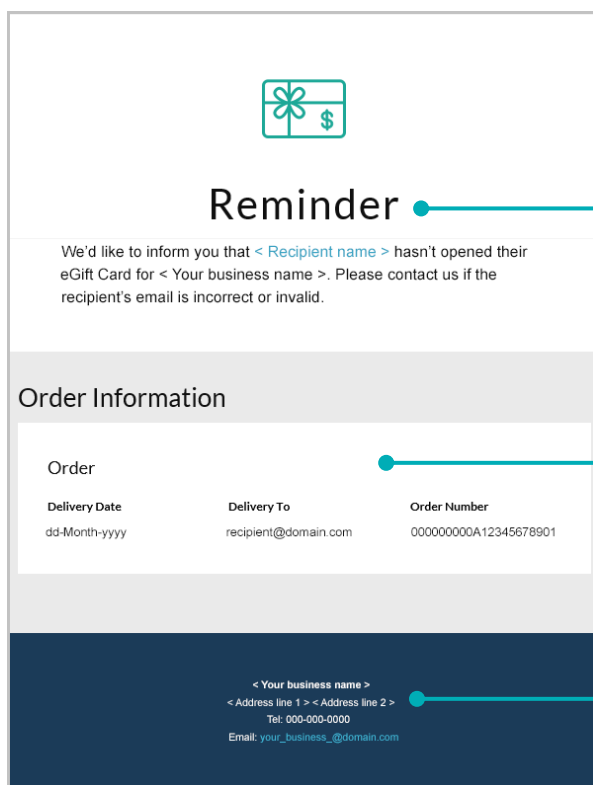 $
Reminder
We'd like to inform you that < Recipient name > hasn't opened their
eGift Card for < Your business name >. Please contact us if the
recipient's email is incorrect or invalid.
Order Information
Order
Delivery Date Delivery To Order Number
dd-Month-yyyy recipient@domain.com 000000000A12345678901
< Your business name >
< Address line 1 > < Address line 2 >
Tel: 000-000-0000
Email: your_business_@domain.com